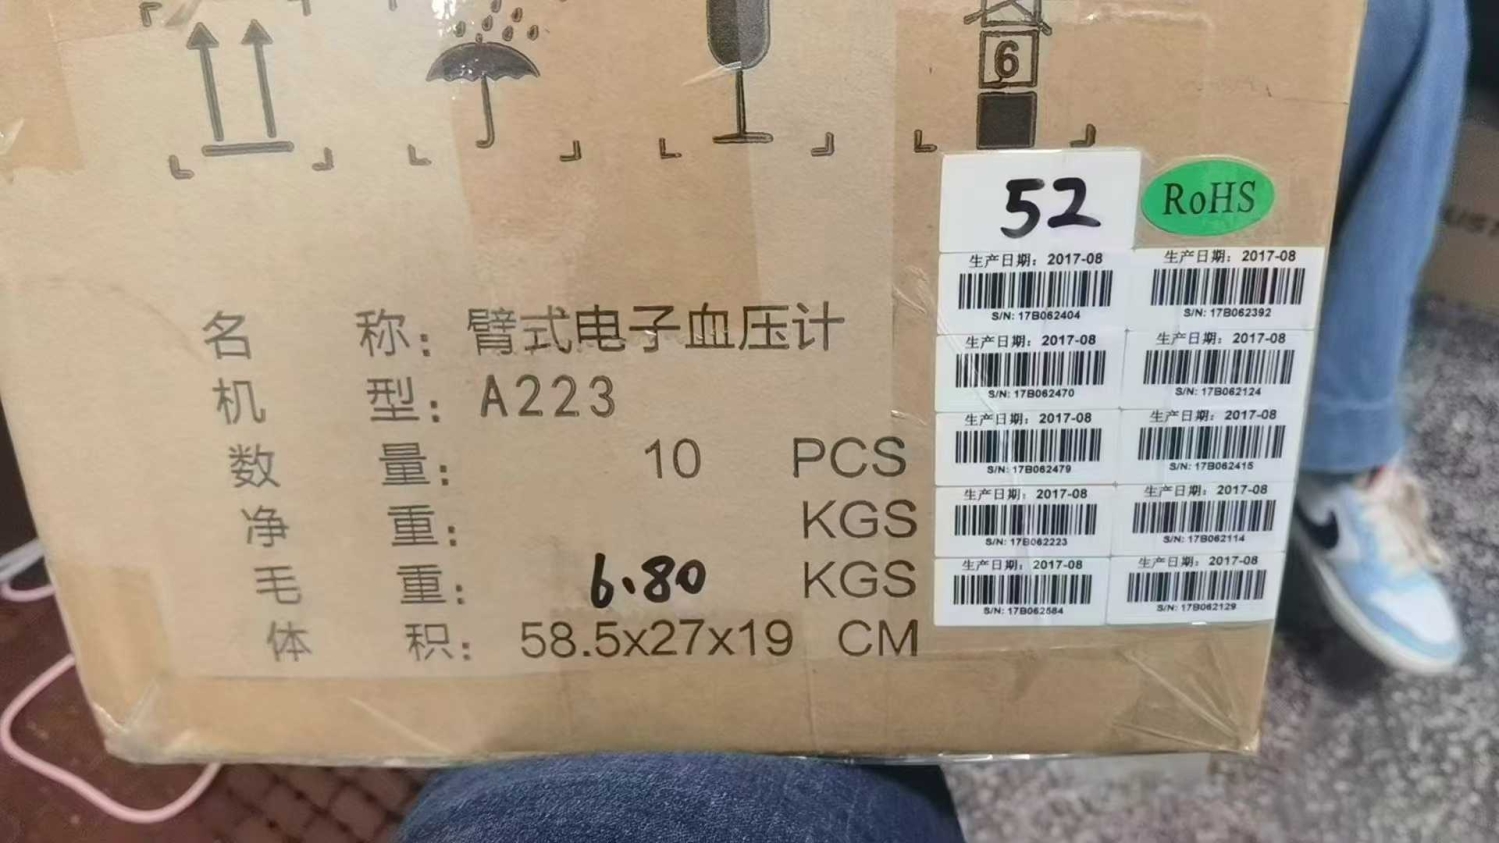 6
52
RoHS
名 称：臂式电子血压计
机 型：A223
数 量： 10 PCS
净 重： KGS
毛 重： 6.80 KGS
体 积：58.5x27x19 CM
生产日期：2017-08
S/N: 17B062404
生产日期：2017-08
S/N: 17B062392
生产日期：2017-08
S/N: 17B062470
生产日期：2017-08
S/N: 17B062124
生产日期：2017-08
S/N: 17B062479
生产日期：2017-08
S/N: 17B062415
生产日期：2017-08
S/N: 17B062223
生产日期：2017-08
S/N: 17B062114
生产日期：2017-08
S/N: 17B062564
生产日期：2017-08
S/N: 17B062129